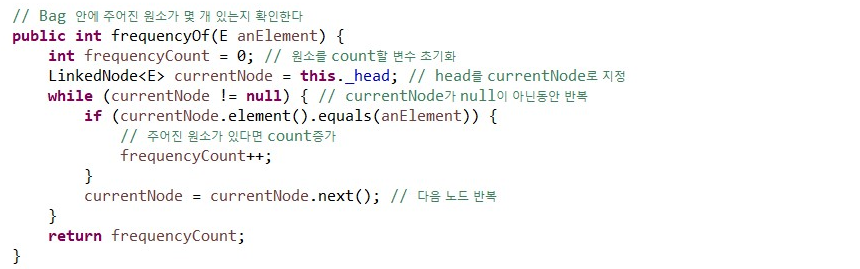 // Bag 안에 주어진 원소가 몇 개 있는지 확인한다
public int frequencyOf(E anElement) {
    int frequencyCount = 0; // 원소를 count할 변수 초기화
    LinkedNode<E> currentNode = this._head; // head를 currentNode로 지정
    while (currentNode != null) { // currentNode가 null이 아닌동안 반복
        if (currentNode.element().equals(anElement)) {
            // 주어진 원소가 있다면 count증가
            frequencyCount++;
        }
        currentNode = currentNode.next(); // 다음 노드 반복
    }
    return frequencyCount;
}